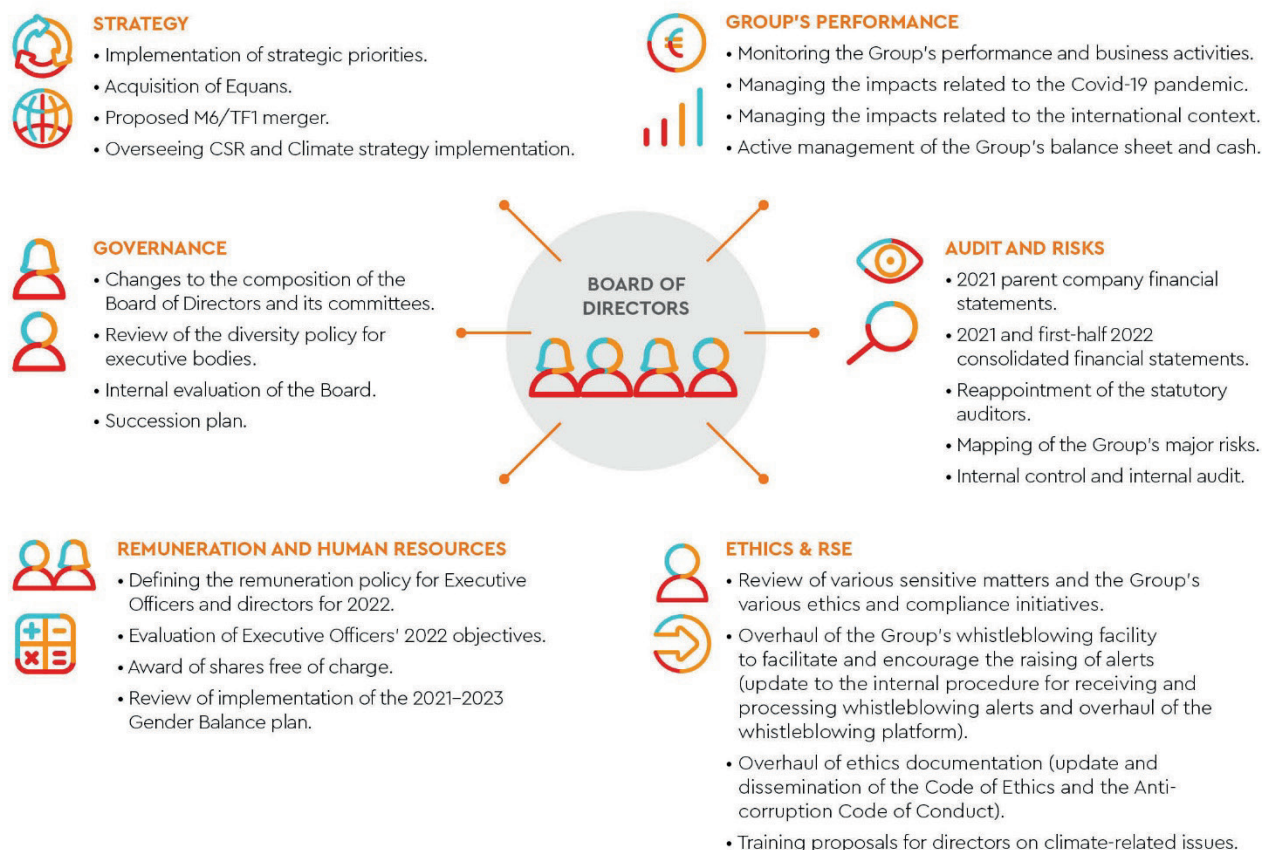 STRATEGY
• Implementation of strategic priorities.
• Acquisition of Equans.
• Proposed M6/TF1 merger.
• Overseeing CSR and Climate strategy implementation.
GROUP'S PERFORMANCE
€
• Monitoring the Group's performance and business activities.
• Managing the impacts related to the Covid-19 pandemic.
• Managing the impacts related to the international context.
• Active management of the Group's balance sheet and cash.
GOVERNANCE
• Changes to the composition of the
Board of Directors and its committees.
• Review of the diversity policy for
executive bodies.
• Internal evaluation of the Board.
• Succession plan.
BOARD OF
DIRECTORS
AUDIT AND RISKS
• 2021 parent company financial
statements.
• 2021 and first-half 2022
consolidated financial statements.
• Reappointment of the statutory
auditors.
• Mapping of the Group's major risks.
• Internal control and internal audit.
REMUNERATION AND HUMAN RESOURCES
• Defining the remuneration policy for Executive
Officers and directors for 2022.
• Evaluation of Executive Officers' 2022 objectives.
• Award of shares free of charge.
• Review of implementation of the 2021–2023
Gender Balance plan.
ETHICS & RSE
• Review of various sensitive matters and the Group's
various ethics and compliance initiatives.
• Overhaul of the Group's whistleblowing facility
to facilitate and encourage the raising of alerts
(update to the internal procedure for receiving and
processing whistleblowing alerts and overhaul of the
whistleblowing platform).
• Overhaul of ethics documentation (update and
dissemination of the Code of Ethics and the Anti-
corruption Code of Conduct).
• Training proposals for directors on climate-related issues.